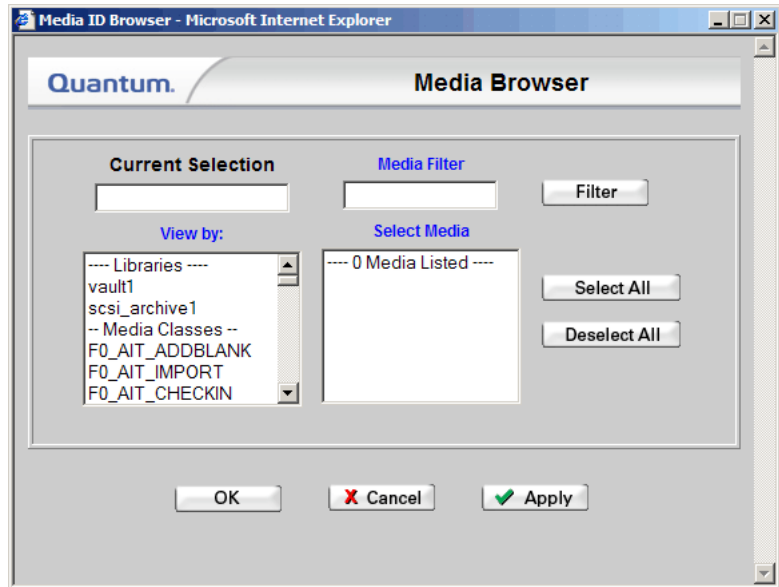 Media ID Browser - Microsoft Internet Explorer
Quantum. Media Browser
Current Selection Media Filter
Filter
View by: Select Media
---- Libraries ----
vault1
scsi_archive1
-- Media Classes --
F0_AIT_ADDBLANK
F0_AIT_IMPORT
F0_AIT_CHECKIN
---- 0 Media Listed ----
Select All
Deselect All
OK Cancel Apply